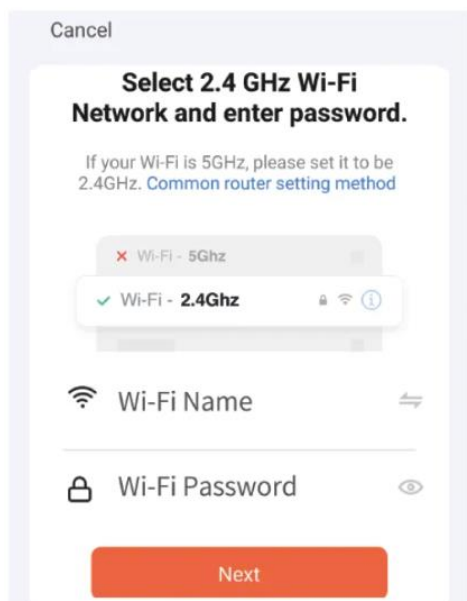 Cancel
Select 2.4 GHz Wi-Fi
Network and enter password.
If your Wi-Fi is 5GHz, please set it to be
2.4GHz. Common router setting method
Wi-Fi - 5Ghz
Wi-Fi - 2.4Ghz
Wi-Fi Name
Wi-Fi Password
Next